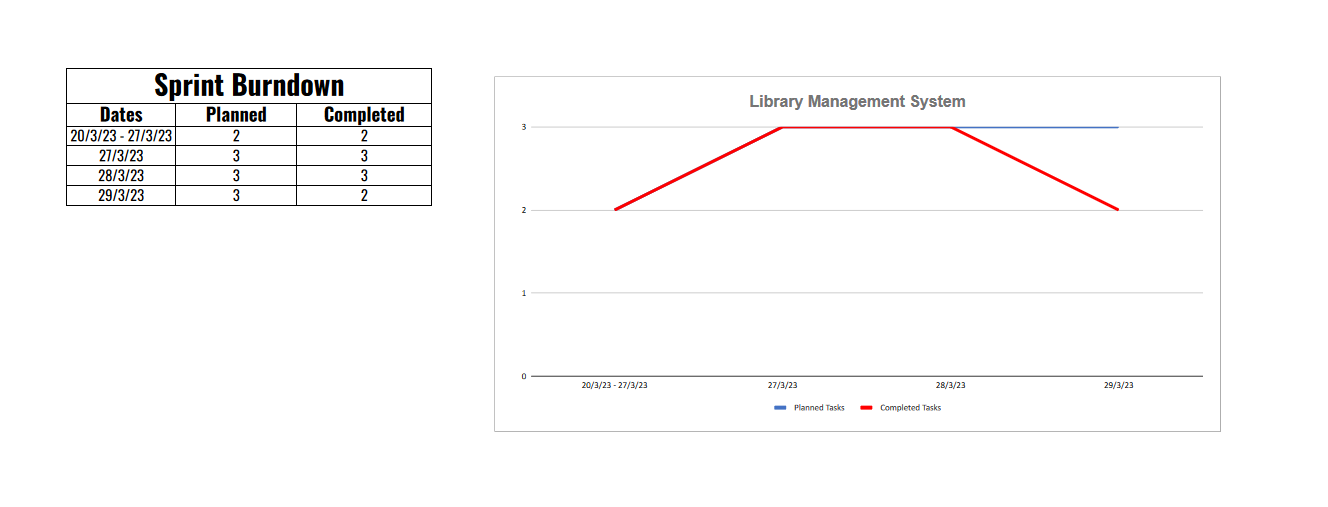 Sprint Burndown
Dates Planned Completed
20/3/23 - 27/3/23 2 2
27/3/23 3 3
28/3/23 3 3
29/3/23 3 2
Library Management System
3
2
1
0
20/3/23 - 27/3/23 27/3/23 28/3/23 29/3/23
Planned Tasks Completed Tasks